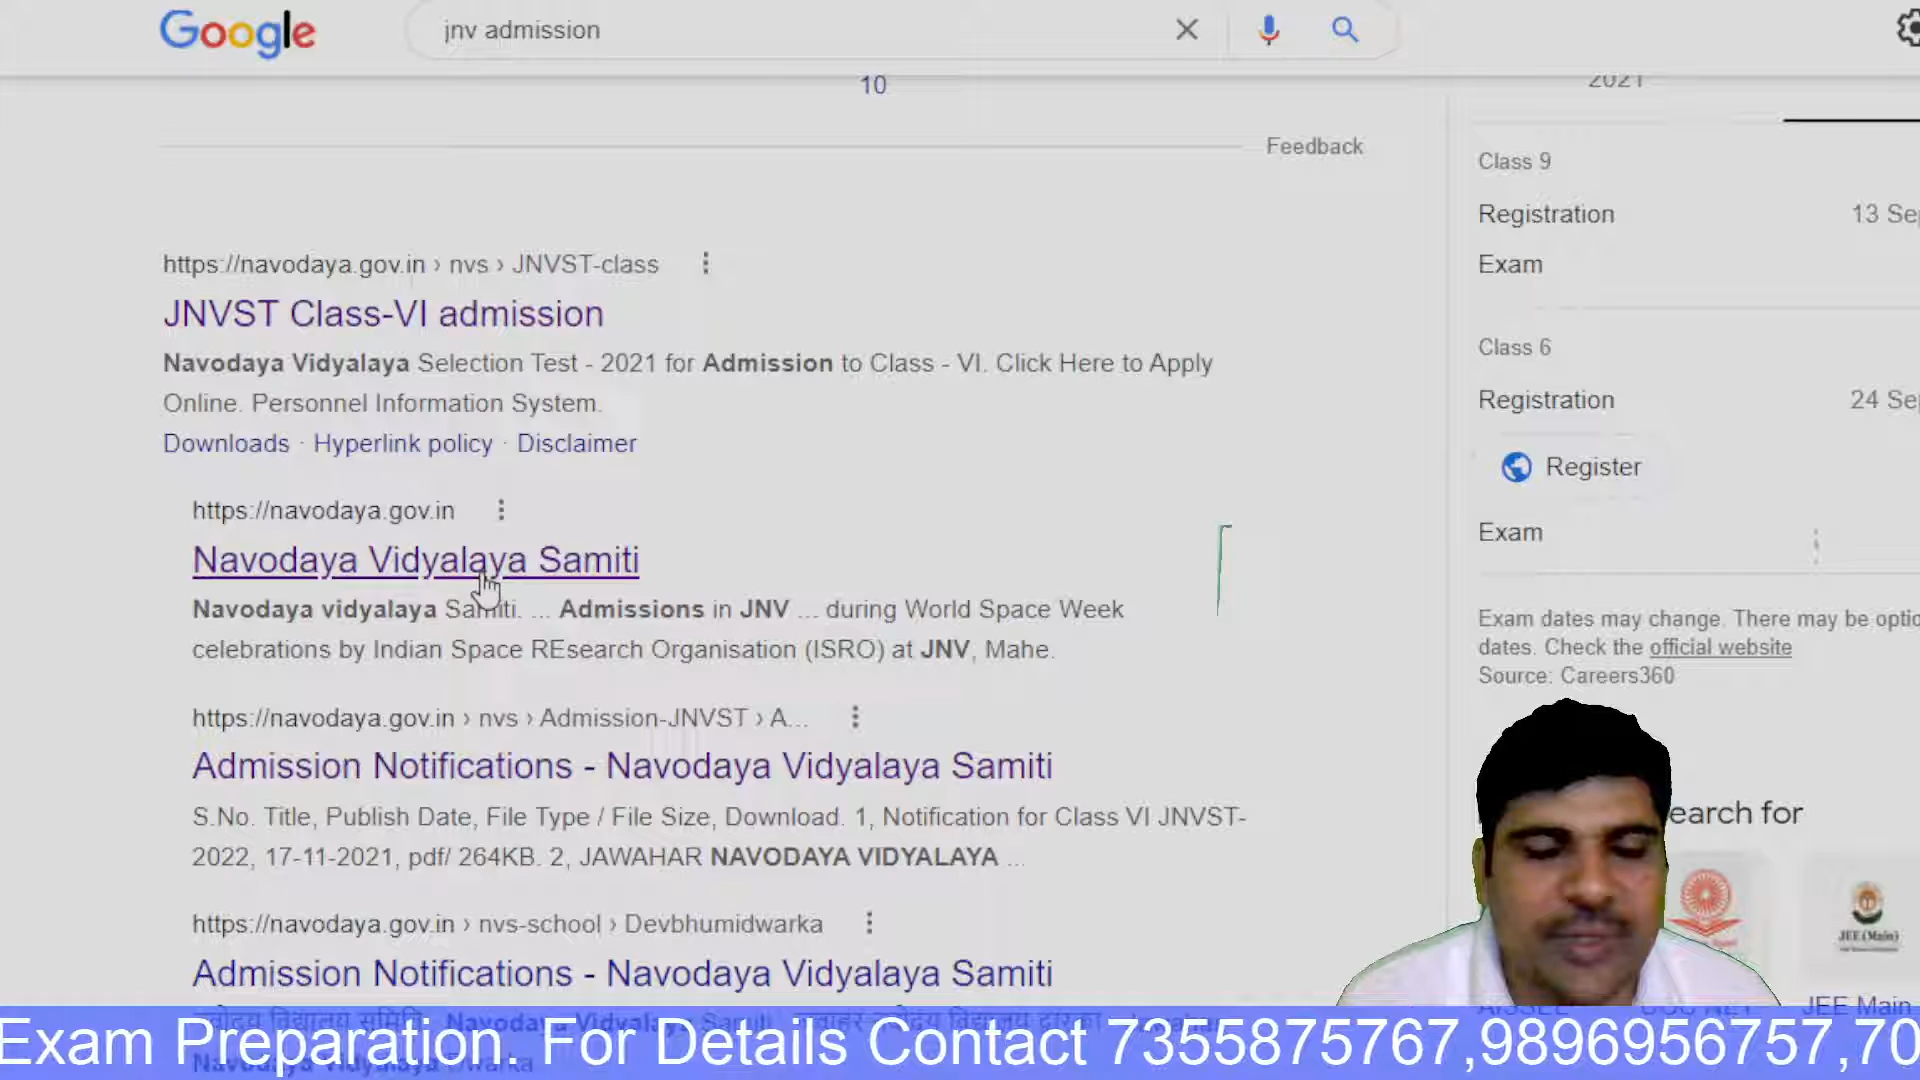 Google
jnv admission
10
2021
Feedback
https://navodaya.gov.in › nvs › JNVST-class
JNVST Class-VI admission
Navodaya Vidyalaya Selection Test - 2021 for Admission to Class - VI. Click Here to Apply
Online. Personnel Information System.
Downloads · Hyperlink policy · Disclaimer
https://navodaya.gov.in
Navodaya Vidyalaya Samiti
Navodaya vidyalaya Samiti. ... Admissions in JNV ... during World Space Week
celebrations by Indian Space REsearch Organisation (ISRO) at JNV, Mahe.
https://navodaya.gov.in › nvs › Admission-JNVST › A...
Admission Notifications - Navodaya Vidyalaya Samiti
S.No. Title, Publish Date, File Type / File Size, Download. 1, Notification for Class VI JNVST-
2022, 17-11-2021, pdf/ 264KB. 2, JAWAHAR NAVODAYA VIDYALAYA ...
https://navodaya.gov.in › nvs-school › Devbhumidwarka
Admission Notifications - Navodaya Vidyalaya Samiti
Class 9
Registration 13 Sep
Exam
Class 6
Registration 24 Sep
Register
Exam
Exam dates may change. There may be optio
dates. Check the official website
Source: Careers360
earch for
JEE (Main)
JEE Main
Exam Preparation. For Details Contact 7355875767,9896956757,70